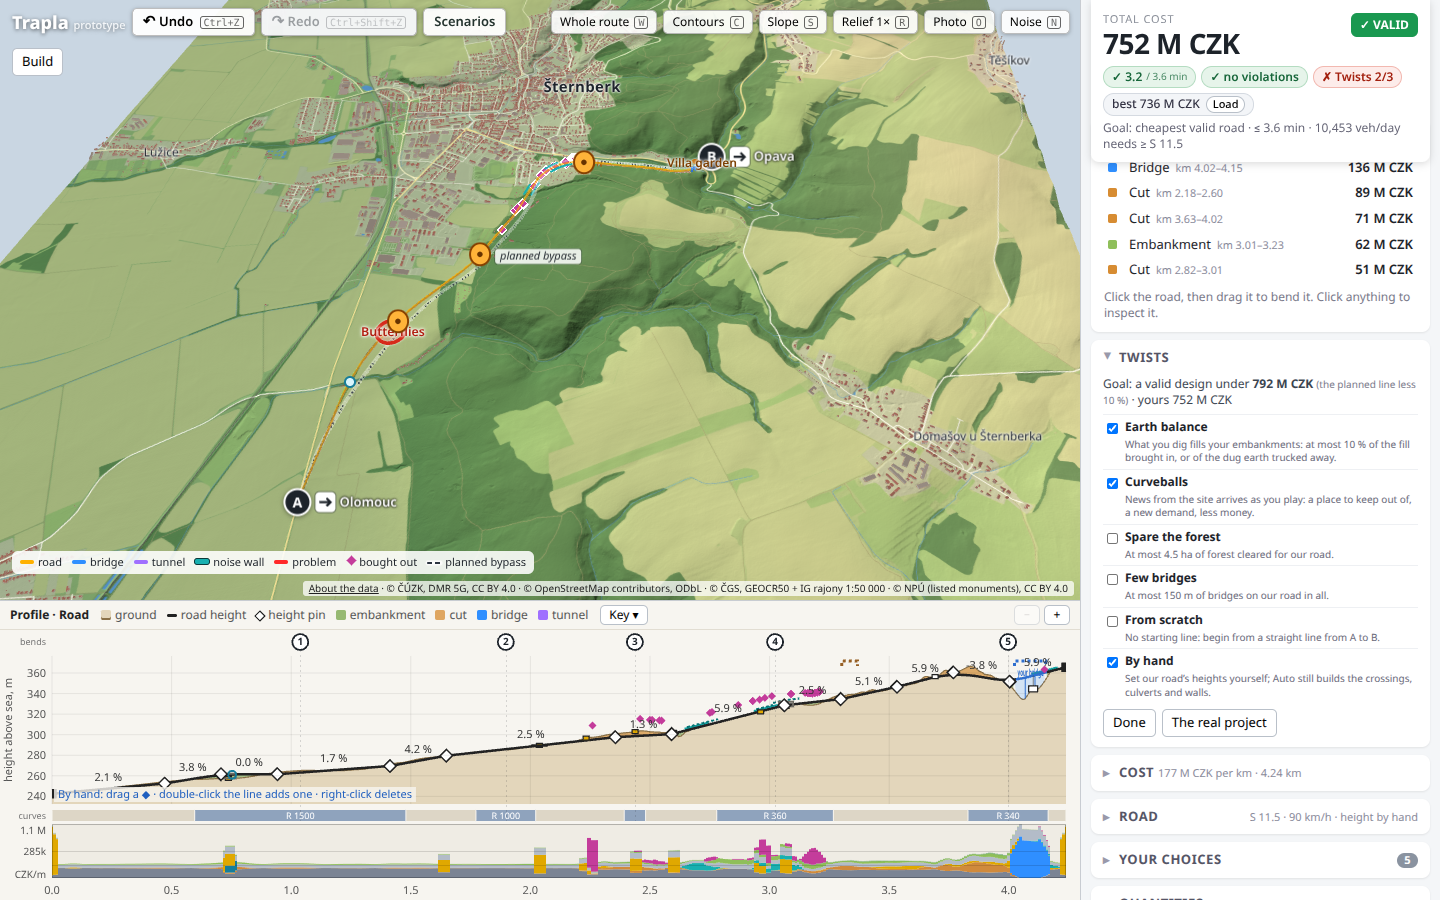 Trapla prototype
↶ Undo Ctrl+Z
↷ Redo Ctrl+Shift+Z
Scenarios
Whole route W
Contours C
Slope S
Relief 1× R
Photo O
Noise N
Build
Těšíkov
Šternberk
Lužice
Villa garden
B → Opava
planned bypass
Butterflies
Domašov u Šternberka
A → Olomouc
road bridge tunnel noise wall problem bought out planned bypass
About the data · © ČÚZK, DMR 5G, CC BY 4.0 · © OpenStreetMap contributors, ODbL · © ČGS, GEOCR50 + IG rajony 1:50 000 · © NPÚ (listed monuments), CC BY 4.0
TOTAL COST
752 M CZK
✓ VALID
✓ 3.2 / 3.6 min
✓ no violations
✗ Twists 2/3
best 736 M CZK Load
Goal: cheapest valid road · ≤ 3.6 min · 10,453 veh/day
needs ≥ S 11.5
Bridge km 4.02–4.15 136 M CZK
Cut km 2.18–2.60 89 M CZK
Cut km 3.63–4.02 71 M CZK
Embankment km 3.01–3.23 62 M CZK
Cut km 2.82–3.01 51 M CZK
Click the road, then drag it to bend it. Click anything to
inspect it.
TWISTS
Goal: a valid design under 792 M CZK (the planned line less
10 %) · yours 752 M CZK
Earth balance
What you dig fills your embankments: at most 10 % of the fill
brought in, or of the dug earth trucked away.
Curveballs
News from the site arrives as you play: a place to keep out of,
a new demand, less money.
Spare the forest
At most 4.5 ha of forest cleared for our road.
Few bridges
At most 150 m of bridges on our road in all.
From scratch
No starting line: begin from a straight line from A to B.
By hand
Set our road's heights yourself; Auto still builds the crossings,
culverts and walls.
Done
The real project
COST 177 M CZK per km · 4.24 km
ROAD S 11.5 · 90 km/h · height by hand
YOUR CHOICES 5
Profile · Road ground road height height pin embankment cut bridge tunnel Key ▾ − +
bends 1 2 3 4 5
height above sea, m
360
340
320
300
280
260
240
2.1 %
3.8 %
0.0 %
1.7 %
4.2 %
2.5 %
1.3 %
5.9 %
2.5 %
5.1 %
5.9 %
3.8 %
5.9 %
By hand: drag a ◆ · double-click the line adds one · right-click deletes
curves R 1500 R 1000 R 360 R 340
1.1 M
285k
CZK/m
0.0 0.5 1.0 1.5 2.0 2.5 3.0 3.5 4.0